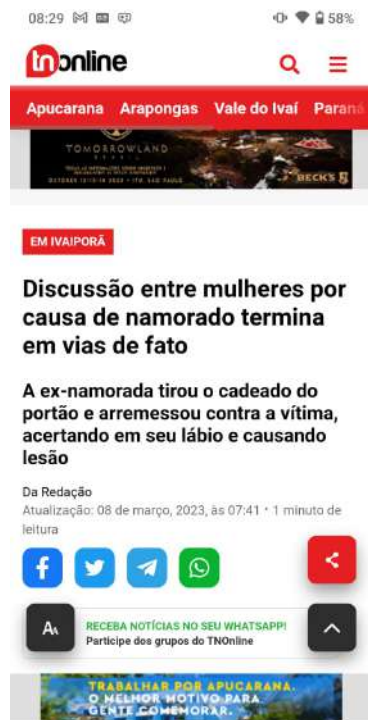 08:29
58%
tnonline
Apucarana Arapongas Vale do Ivaí Paraná
TOMORROWLAND
BRASIL
BECK'S
EM IVAIPORÃ
Discussão entre mulheres por
causa de namorado termina
em vias de fato
A ex-namorada tirou o cadeado do
portão e arremessou contra a vítima,
acertando em seu lábio e causando
lesão
Da Redação
Atualização: 08 de março, 2023, às 07:41 • 1 minuto de
leitura
AA
RECEBA NOTÍCIAS NO SEU WHATSAPP!
Participe dos grupos do TNOnline
TRABALHAR POR APUCARANA.
O MELHOR MOTIVO PARA
GENTE COMEMORAR.